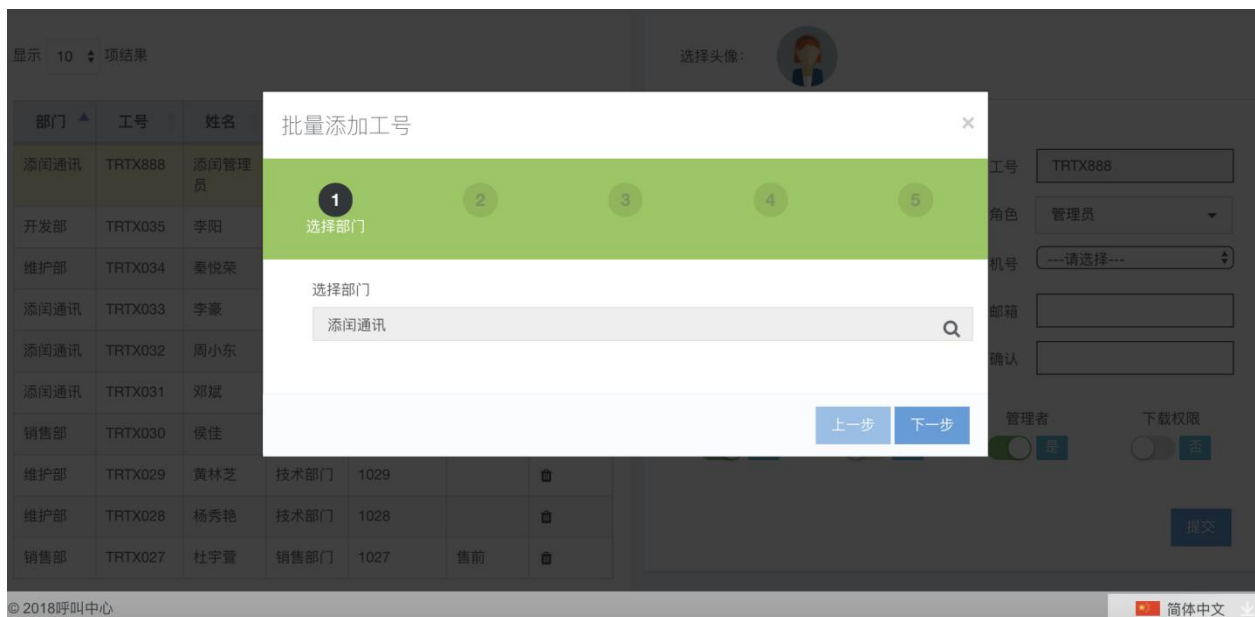 显示 10 项结果
选择头像：
部门 工号 姓名
批量添加工号 ×
添闰通讯 TRTX888 添闰管理员
工号 TRTX888
1 2 3 4 5
选择部门
开发部 TRTX035 李阳
角色 管理员
维护部 TRTX034 秦悦荣
机号 ---请选择---
选择部门
添闰通讯 TRTX033 李豪
添闰通讯
邮箱
添闰通讯 TRTX032 周小东
确认
添闰通讯 TRTX031 邓斌
上一步 下一步
管理者 下载权限
销售部 TRTX030 侯佳
是 否
维护部 TRTX029 黄林芝 技术部门 1029
维护部 TRTX028 杨秀艳 技术部门 1028
提交
销售部 TRTX027 杜宇萱 销售部门 1027 售前
© 2018呼叫中心
简体中文